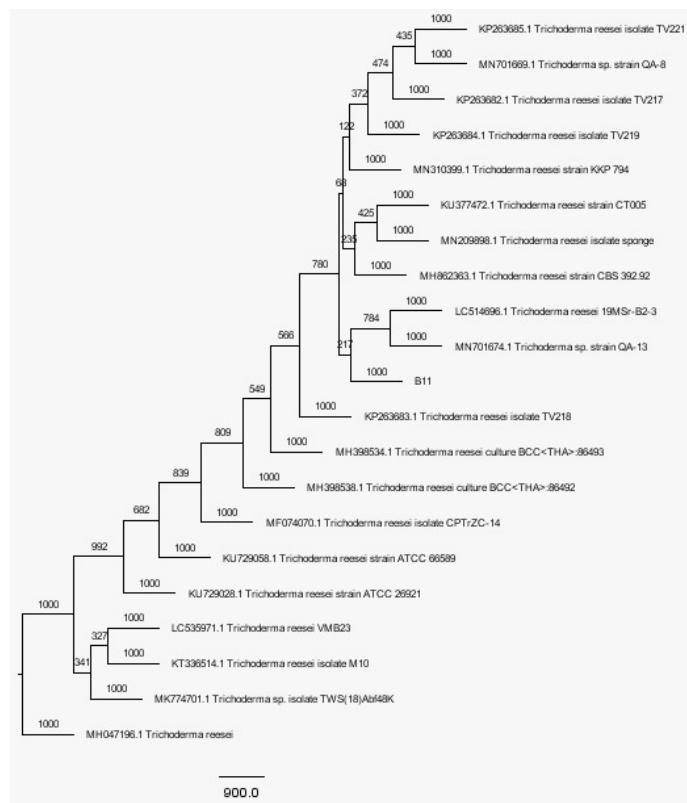 1000
KP263685.1 Trichoderma reesei isolate TV221
435
1000
MN701669.1 Trichoderma sp. strain QA-8
474
1000
KP263682.1 Trichoderma reesei isolate TV217
372
1000
KP263684.1 Trichoderma reesei isolate TV219
122
1000
MN310399.1 Trichoderma reesei strain KKP 794
68
1000
KU377472.1 Trichoderma reesei strain CT005
425
1000
MN209898.1 Trichoderma reesei isolate sponge
235
1000
MH862363.1 Trichoderma reesei strain CBS 392.92
780
1000
LC514696.1 Trichoderma reesei 19MSr-B2-3
784
1000
MN701674.1 Trichoderma sp. strain QA-13
217
1000
B11
566
1000
KP263683.1 Trichoderma reesei isolate TV218
549
1000
MH398534.1 Trichoderma reesei culture BCC<THA>:86493
809
1000
MH398538.1 Trichoderma reesei culture BCC<THA>:86492
839
1000
MF074070.1 Trichoderma reesei isolate CPTrZC-14
682
1000
KU729058.1 Trichoderma reesei strain ATCC 66589
992
1000
KU729028.1 Trichoderma reesei strain ATCC 26921
1000
1000
LC535971.1 Trichoderma reesei VMB23
327
1000
KT336514.1 Trichoderma reesei isolate M10
341
1000
MK774701.1 Trichoderma sp. isolate TWS(18)Abf48K
1000
MH047196.1 Trichoderma reesei
900.0